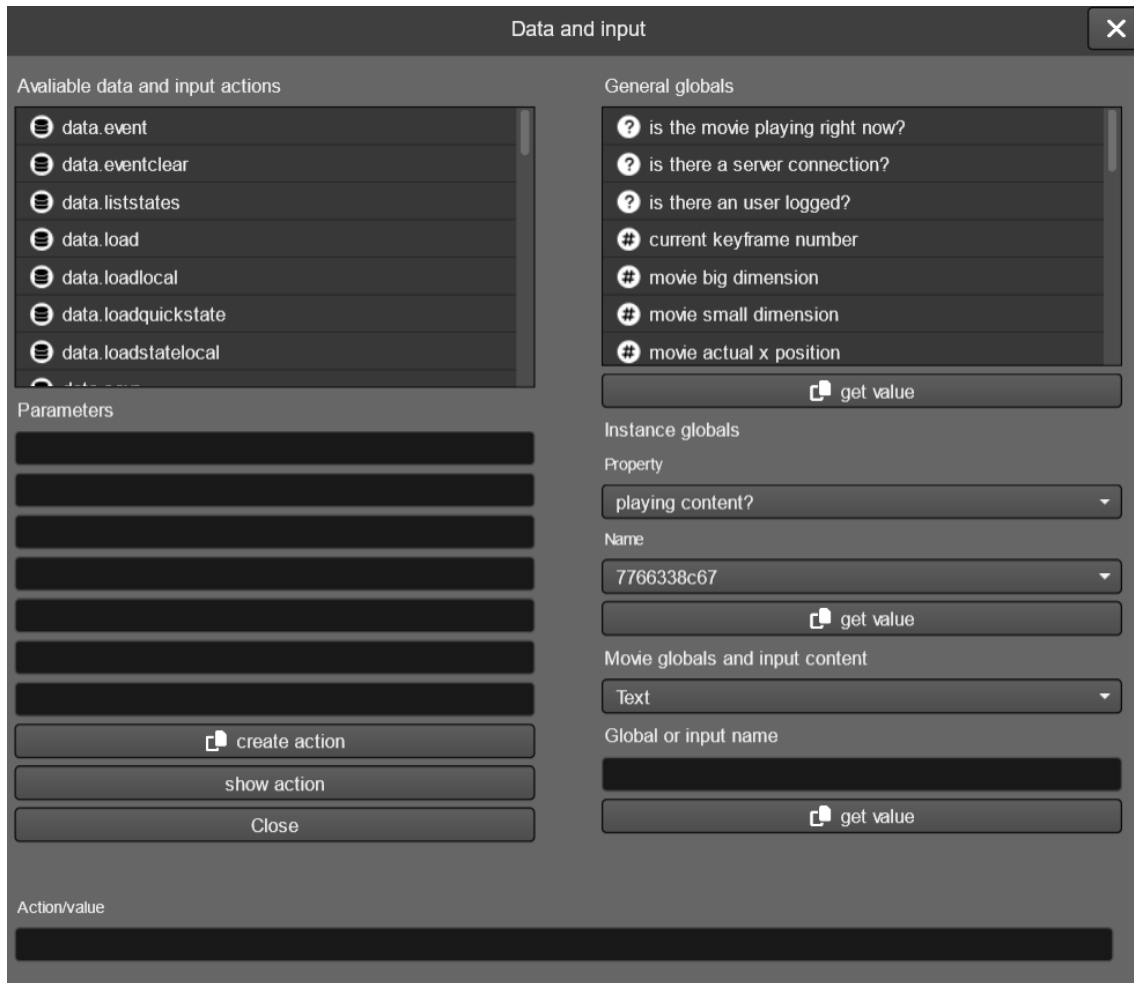 Data and input
Avaliable data and input actions
data.event
data.eventclear
data.liststates
data.load
data.loadlocal
data.loadquickstate
data.loadstatelocal
Parameters
create action
show action
Close
General globals
is the movie playing right now?
is there a server connection?
is there an user logged?
current keyframe number
movie big dimension
movie small dimension
movie actual x position
get value
Instance globals
Property
playing content?
Name
7766338c67
get value
Movie globals and input content
Text
Global or input name
get value
Action/value